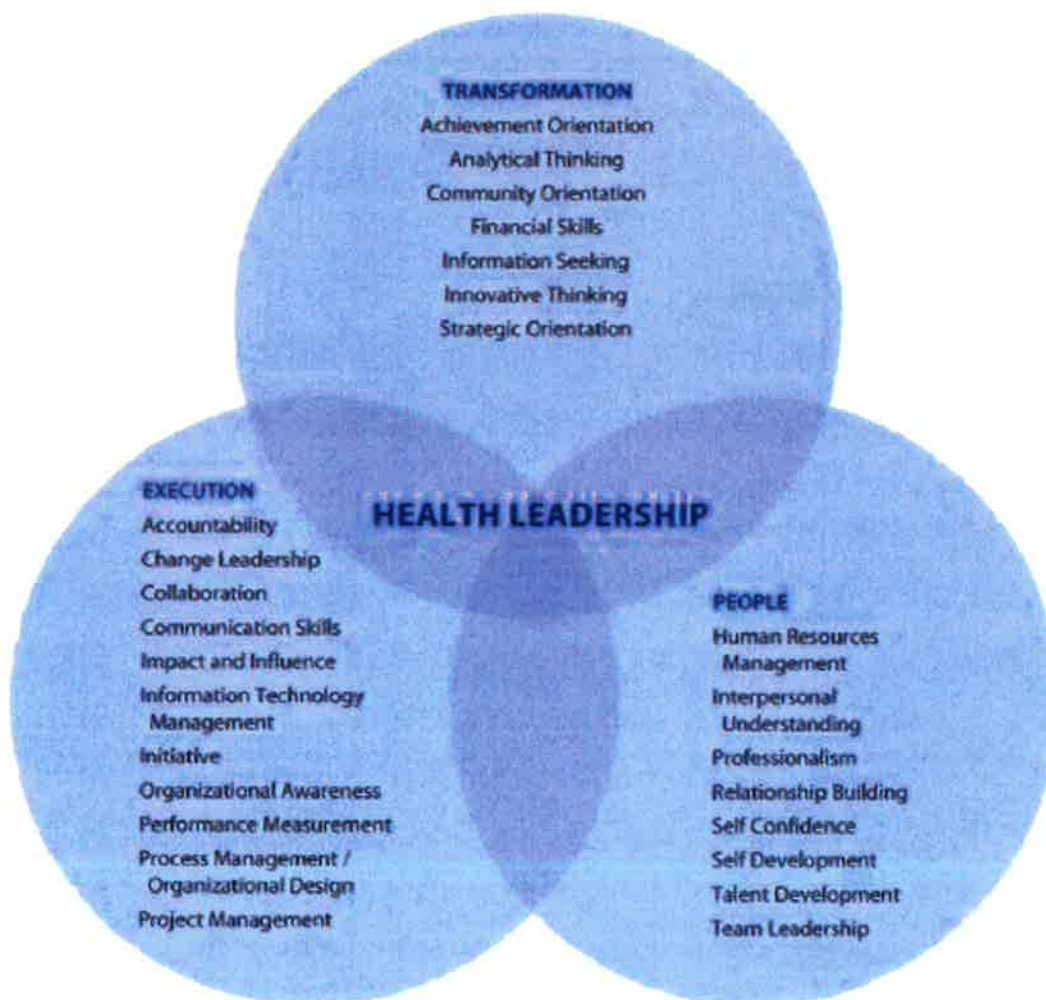 TRANSFORMATION
Achievement Orientation
Analytical Thinking
Community Orientation
Financial Skills
Information Seeking
Innovative Thinking
Strategic Orientation
HEALTH LEADERSHIP
EXECUTION
Accountability
Change Leadership
Collaboration
Communication Skills
Impact and Influence
Information Technology
Management
Initiative
Organizational Awareness
Performance Measurement
Process Management /
Organizational Design
Project Management
PEOPLE
Human Resources
Management
Interpersonal
Understanding
Professionalism
Relationship Building
Self Confidence
Self Development
Talent Development
Team Leadership